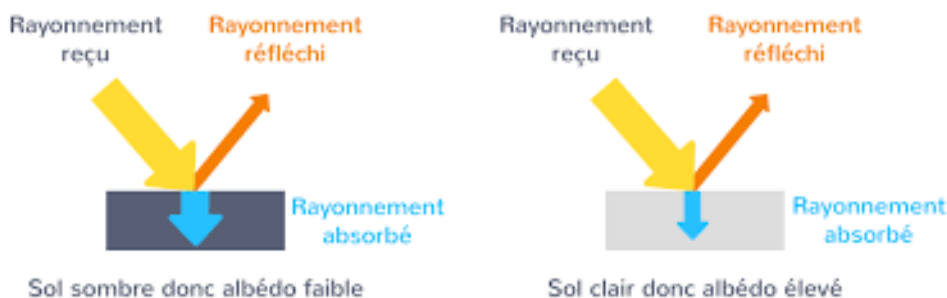 Rayonnement
reçu
Rayonnement
réfléchi
Rayonnement
absorbé
Sol sombre donc albédo faible
Rayonnement
reçu
Rayonnement
réfléchi
Rayonnement
absorbé
Sol clair donc albédo élevé